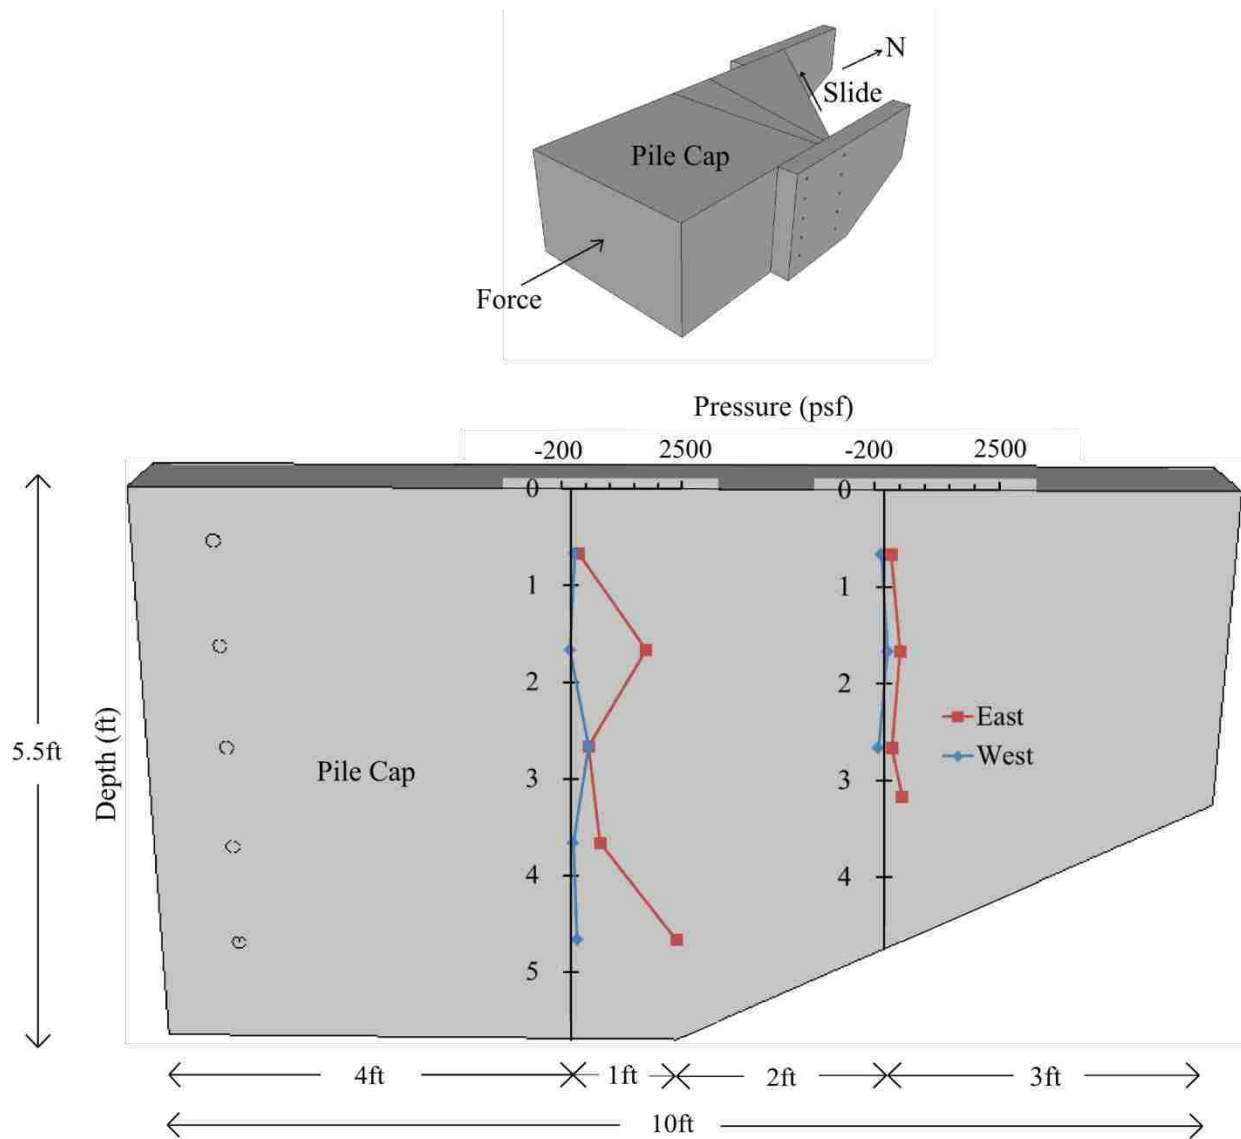 N
Slide
Pile Cap
Force
Pressure (psf)
-200 2500 -200 2500
0 0
1 1
2 2
East
5.5ft
Depth (ft)
West
Pile Cap
3 3
4 4
5
4ft 1ft 2ft 3ft
10ft